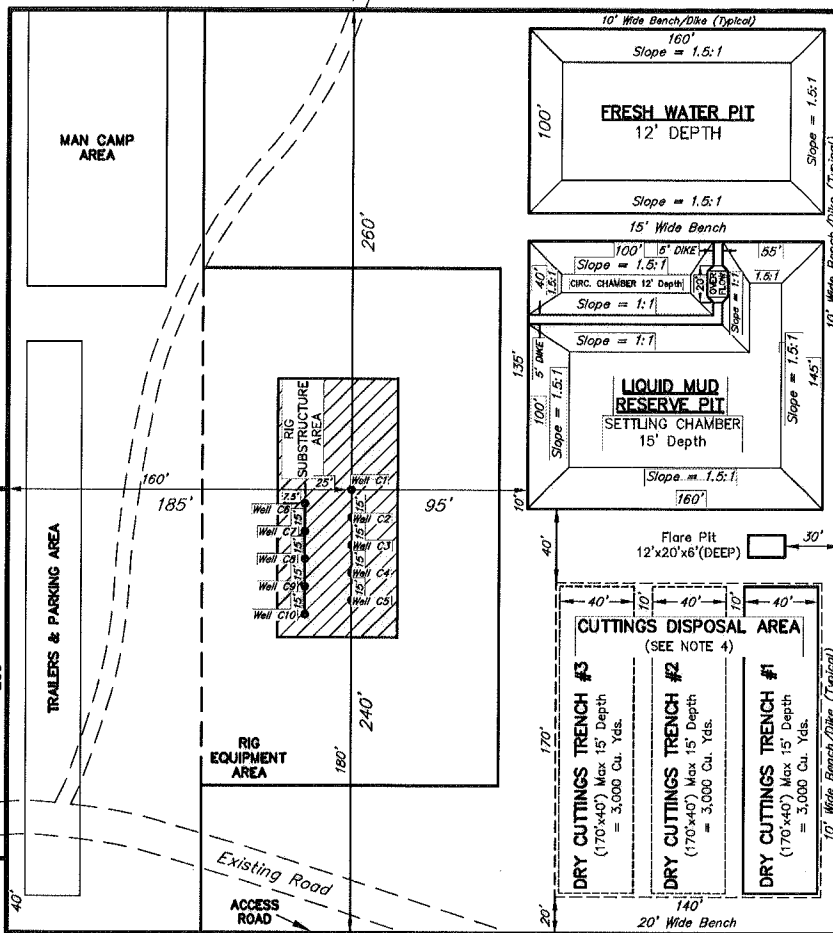 10' Wide Bench/Dike (Typical)
160'
Slope = 1.5:1
100'
FRESH WATER PIT
12' DEPTH
Slope = 1.5:1
Slope = 1.5:1
10' Wide Bench/Dike (Typical)
15' Wide Bench
MAN CAMP
AREA
260'
100'
5' DIKE
55'
Slope = 1.5:1
40'
1.5:1
CIRC. CHAMBER 12' Depth
20'
OVER
FLOW
1.5:1
Slope = 1:1
Slope = 1:1
Slope = 1:1
135'
5' DIKE
100'
Slope = 1.5:1
LIQUID MUD
RESERVE PIT
SETTLING CHAMBER
15' Depth
Slope = 1.5:1
145'
Slope = 1.5:1
160'
10'
RIG
SUBSTRUCTURE
AREA
160'
185'
25'
Well C1
95'
7.5'
Well C6
15'
Well C2
15'
Well C7
15'
Well C3
15'
Well C8
15'
Well C4
15'
Well C9
15'
Well C5
15'
Well C10
TRAILERS & PARKING AREA
40'
Flare Pit
12'x20'x6'(DEEP)
30'
40'
10'
40'
10'
40'
CUTTINGS DISPOSAL AREA
(SEE NOTE 4)
DRY CUTTINGS TRENCH #3
(170'x40') Max 15' Depth
= 3,000 Cu. Yds.
DRY CUTTINGS TRENCH #2
(170'x40') Max 15' Depth
= 3,000 Cu. Yds.
DRY CUTTINGS TRENCH #1
(170'x40') Max 15' Depth
= 3,000 Cu. Yds.
10' Wide Bench/Dike (Typical)
170'
240'
180'
RIG
EQUIPMENT
AREA
Existing Road
ACCESS
ROAD
40'
20'
140'
20' Wide Bench